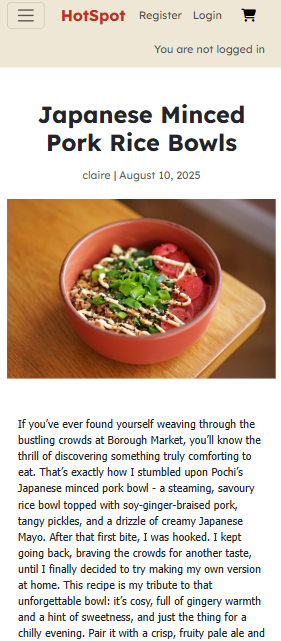 HotSpot Register Login
You are not logged in
Japanese Minced
Pork Rice Bowls
claire | August 10, 2025
If you've ever found yourself weaving through the
bustling crowds at Borough Market, you'll know the
thrill of discovering something truly comforting to
eat. That's exactly how I stumbled upon Pochi's
Japanese minced pork bowl - a steaming, savoury
rice bowl topped with soy-ginger-braised pork,
tangy pickles, and a drizzle of creamy Japanese
Mayo. After that first bite, I was hooked. I kept
going back, braving the crowds for another taste,
until I finally decided to try making my own version
at home. This recipe is my tribute to that
unforgettable bowl: it's cosy, full of gingery warmth
and a hint of sweetness, and just the thing for a
chilly evening. Pair it with a crisp, fruity pale ale and